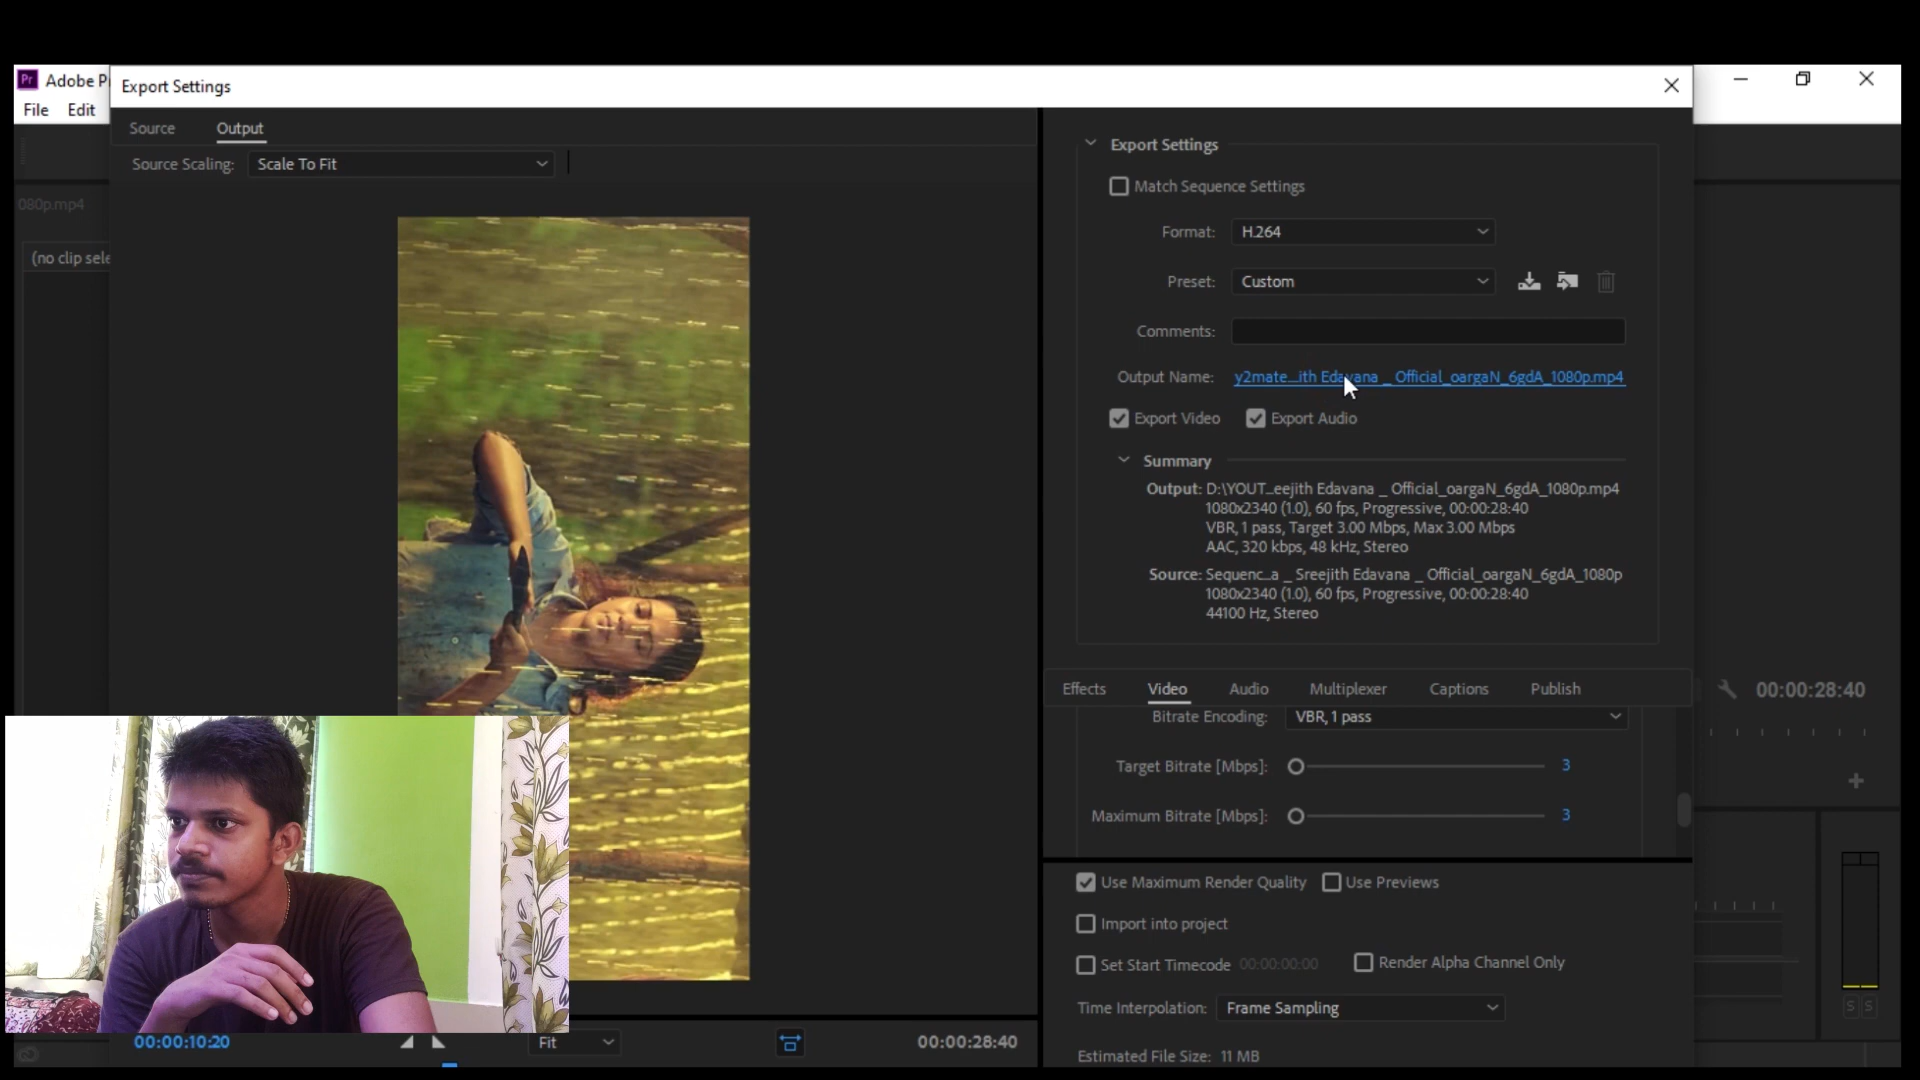 Adobe P
File Edit
080p.mp4
(no clip sele
Export Settings
Source Output
Source Scaling: Scale To Fit
Export Settings
Match Sequence Settings
Format: H.264
Preset: Custom
Comments:
Output Name: y2mate...ith Edavana _ Official_oargaN_6gdA_1080p.mp4
Export Video Export Audio
Summary
Output: D:\YOUT...eejith Edavana _ Official_oargaN_6gdA_1080p.mp4
1080x2340 (1.0), 60 fps, Progressive, 00:00:28:40
VBR, 1 pass, Target 3.00 Mbps, Max 3.00 Mbps
AAC, 320 kbps, 48 kHz, Stereo
Source: Sequenc...a _ Sreejith Edavana _ Official_oargaN_6gdA_1080p
1080x2340 (1.0), 60 fps, Progressive, 00:00:28:40
44100 Hz, Stereo
Effects Video Audio Multiplexer Captions Publish
Bitrate Encoding: VBR, 1 pass
Target Bitrate [Mbps]: 3
Maximum Bitrate [Mbps]: 3
Use Maximum Render Quality Use Previews
Import into project
Set Start Timecode 00:00:00:00 Render Alpha Channel Only
Time Interpolation: Frame Sampling
Estimated File Size: 11 MB
00:00:10:20 Fit 00:00:28:40
00:00:28:40
S S
Pr